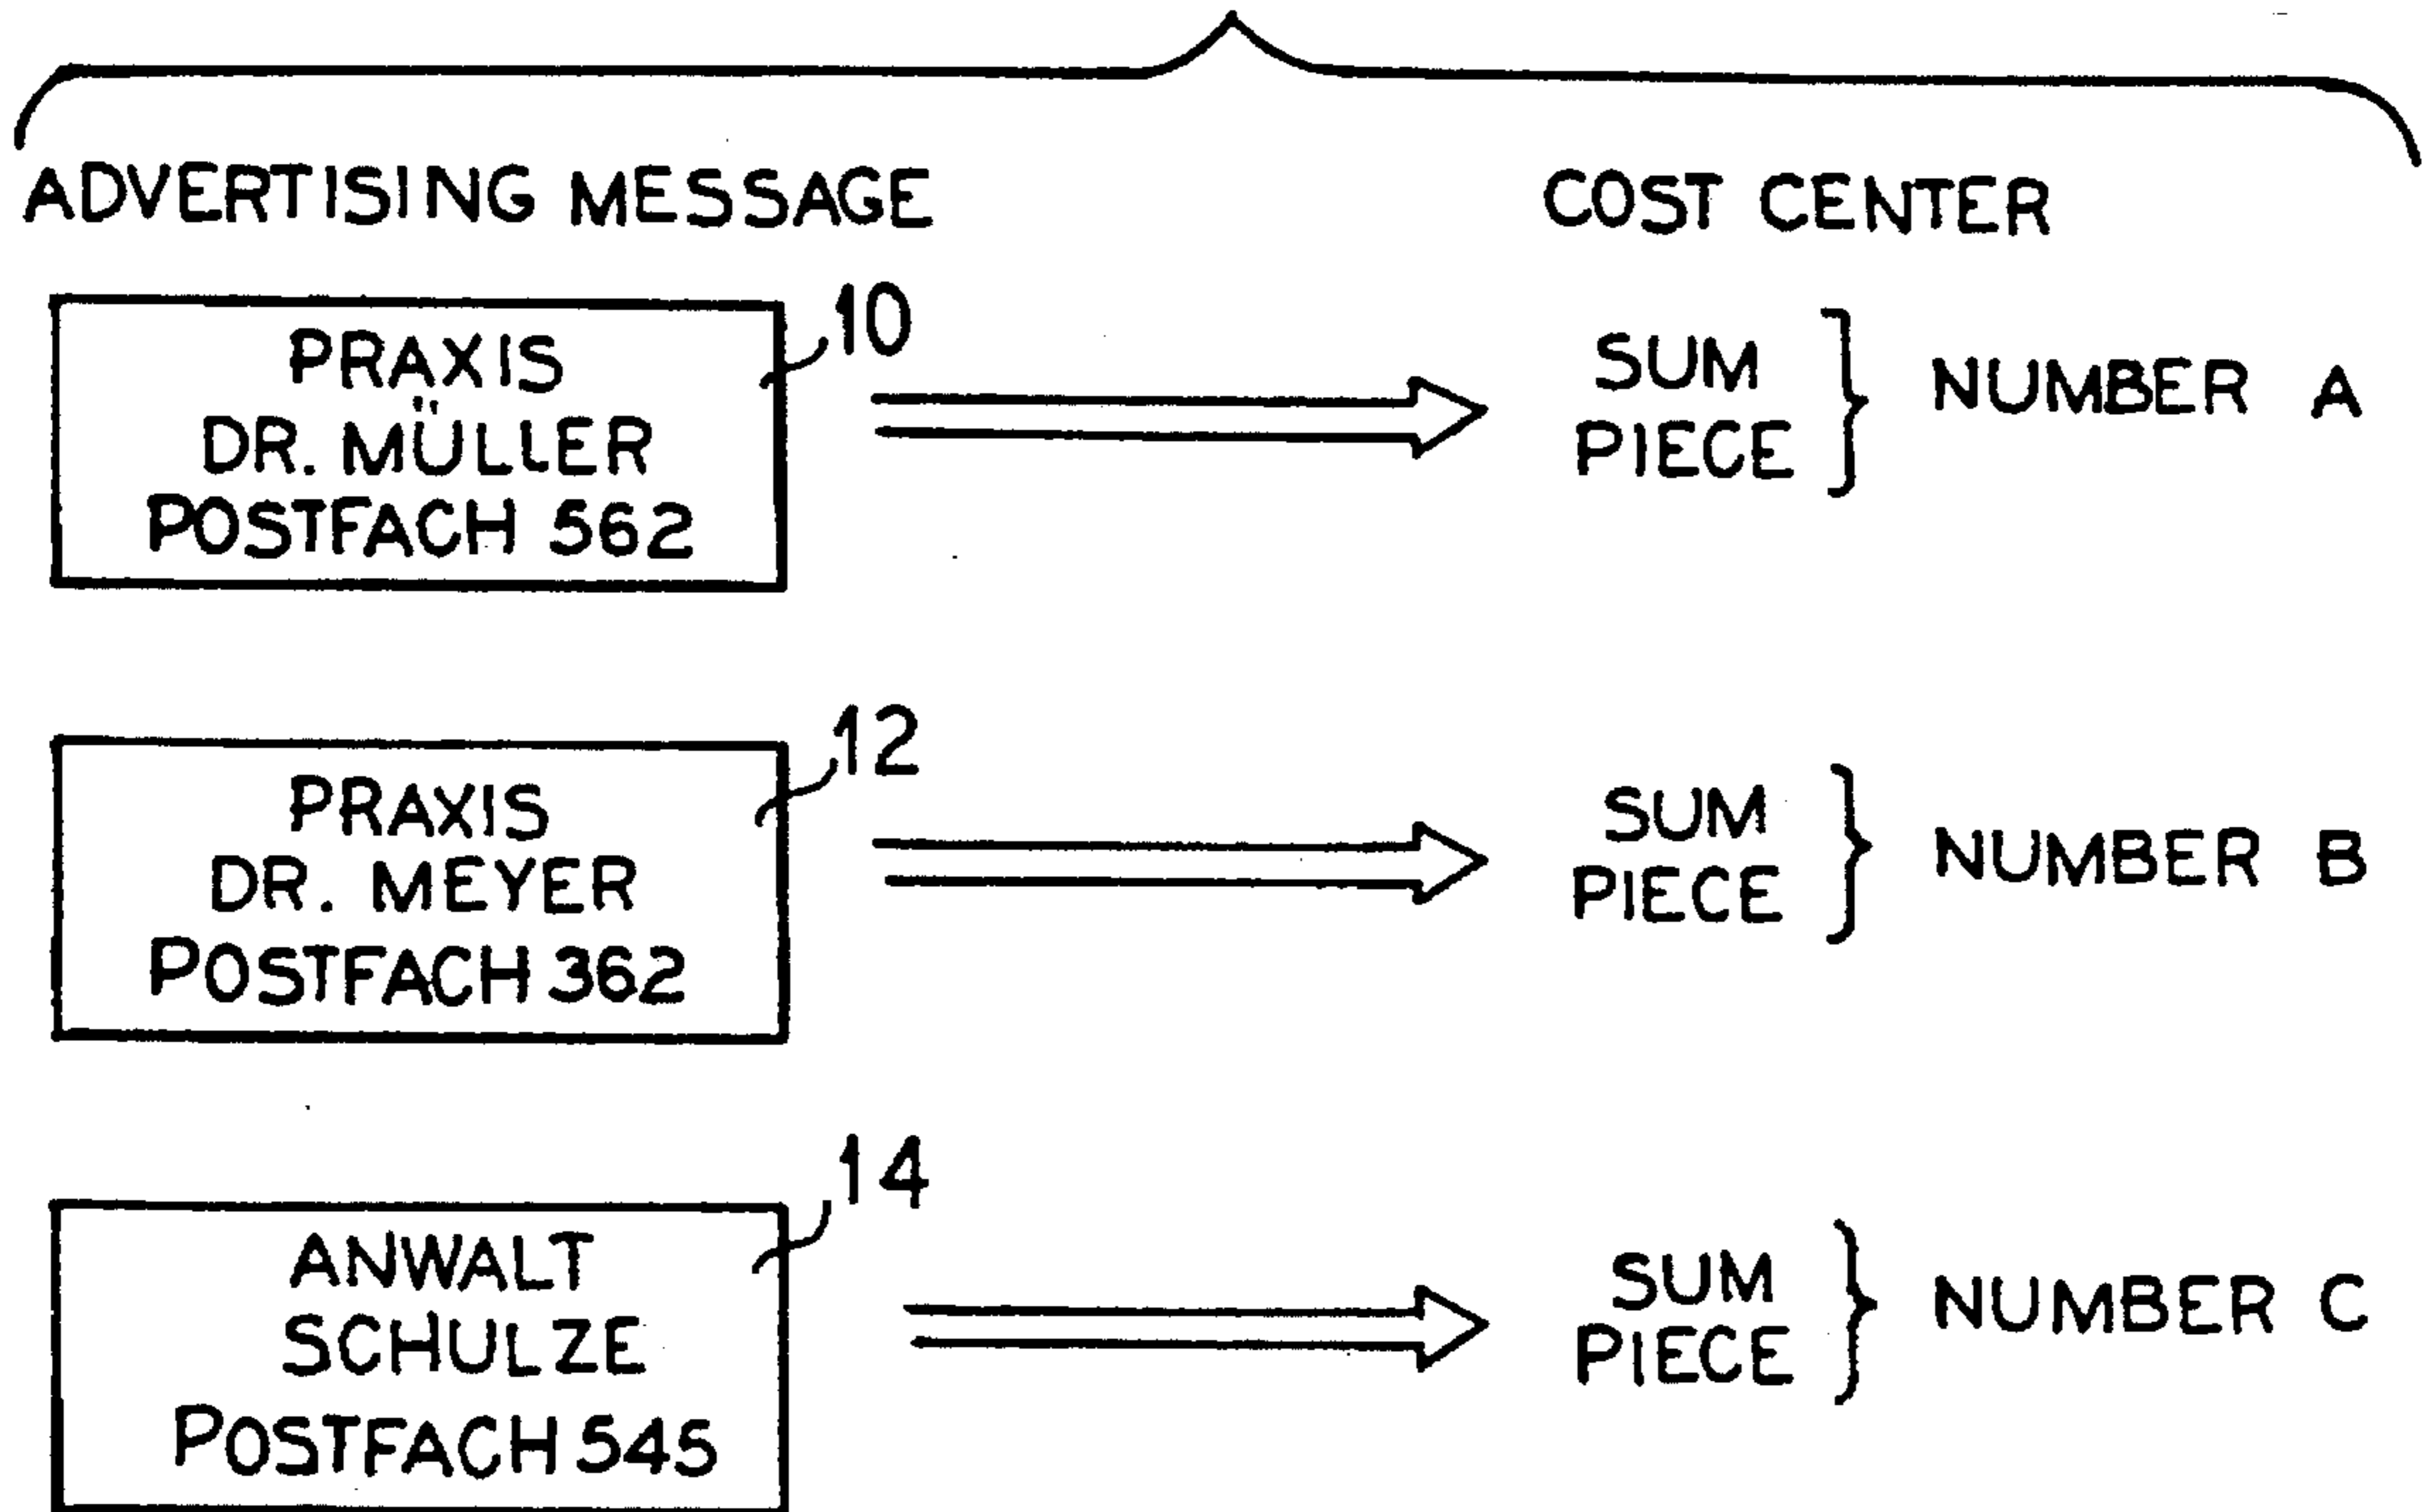 ADVERTISING MESSAGE
COST CENTER
PRAXIS
DR. MÜLLER
POSTFACH 562
10
SUM
PIECE
NUMBER A
PRAXIS
DR. MEYER
POSTFACH 362
12
SUM
PIECE
NUMBER B
ANWALT
SCHULZE
POSTFACH 545
14
SUM
PIECE
NUMBER C